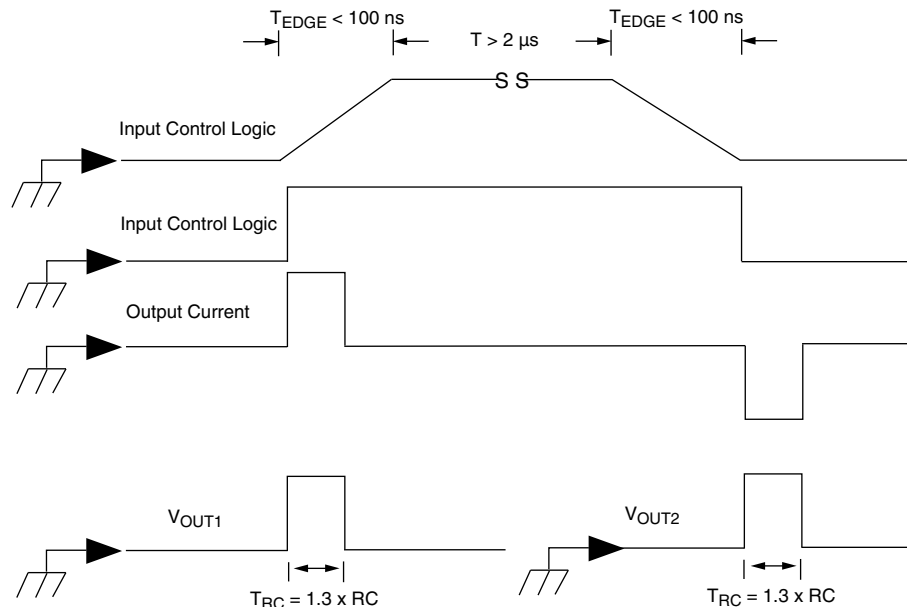 T_EDGE < 100 ns
T > 2 µs
T_EDGE < 100 ns
S S
Input Control Logic
Input Control Logic
Output Current
V_OUT1
V_OUT2
T_RC = 1.3 x RC
T_RC = 1.3 x RC